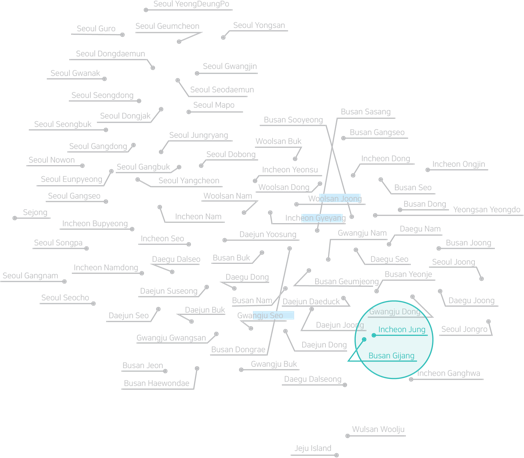 Seoul YeongDeungPo
Seoul Geumcheon
Seoul Yongsan
Seoul Guro
Seoul Dongdaemun
Seoul Gwangjin
Seoul Gwanak
Seoul Seodaemun
Seoul Seongdong
Seoul Mapo
Seoul Dongjak
Busan Sasang
Busan Sooyeong
Seoul Seongbuk
Busan Gangseo
Seoul Jungryang
Woolsan Buk
Seoul Gangdong
Seoul Dobong
Incheon Dong
Seoul Nowon
Seoul Gangbuk
Incheon Yeonsu
Incheon Ongjin
Seoul Eunpyeong
Seoul Yangcheon
Woolsan Dong
Busan Seo
Seoul Gangseo
Woolsan Nam
Woolsan Joong
Busan Dong
Yeongsan Yeongdo
Sejong
Incheon Nam
Incheon Gyeyang
Incheon Bupyeong
Daegu Nam
Gwangju Nam
Daejun Yoosung
Incheon Seo
Seoul Songpa
Busan Joong
Busan Buk
Daegu Dalseo
Daegu Seo
Seoul Joong
Incheon Namdong
Seoul Gangnam
Daegu Dong
Busan Geumjeong
Busan Yeonje
Daejun Suseong
Seoul Seocho
Busan Nam
Daejun Daeduck
Daegu Joong
Daejun Seo
Daejun Buk
Gwangju Seo
Gwangju Dong
Daejun Joong
Incheon Jung
Seoul Jongro
Gwangju Gwangsan
Daejun Dong
Busan Dongrae
Busan Gijang
Busan Jeon
Gwangju Buk
Busan Haewondae
Daegu Dalseong
Incheon Ganghwa
Wulsan Woolju
Jeju Island